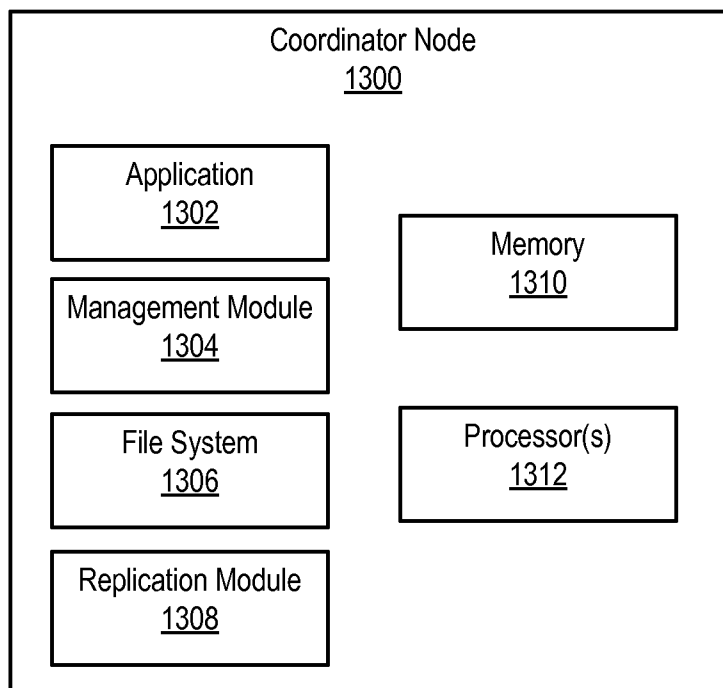 Coordinator Node
1300
Application
1302
Management Module
1304
File System
1306
Replication Module
1308
Memory
1310
Processor(s)
1312